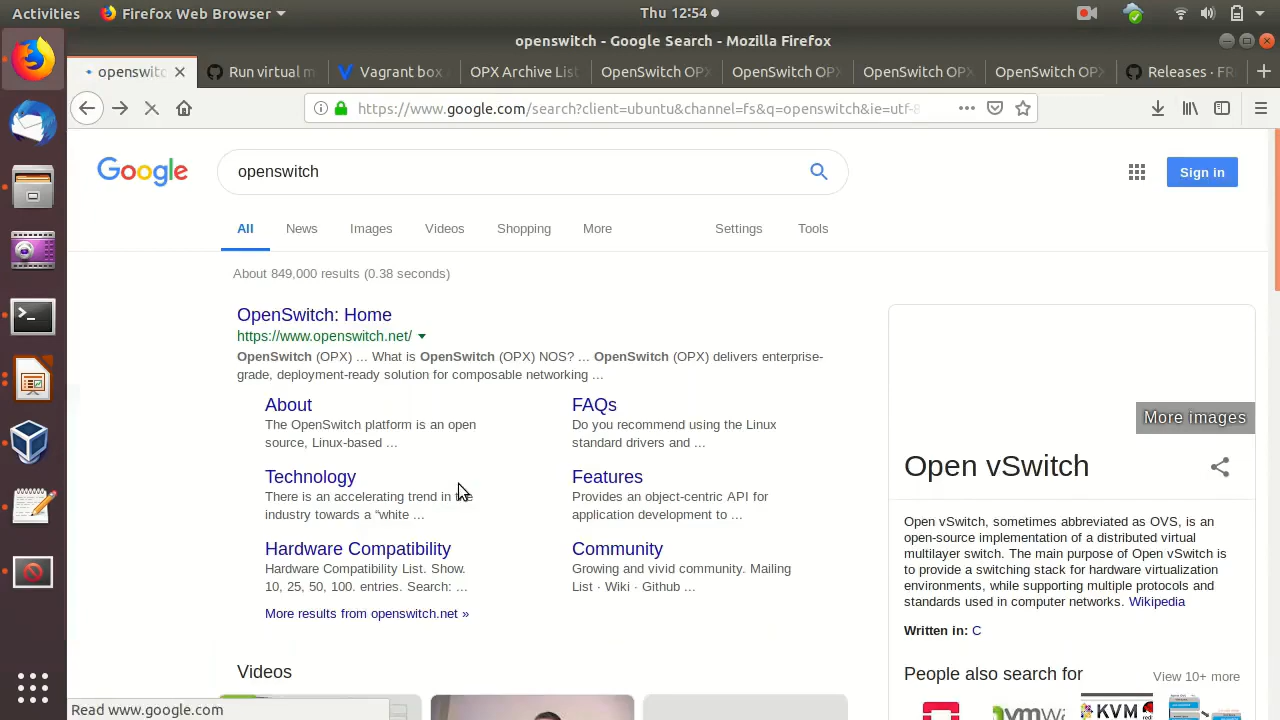 Activities Firefox Web Browser Thu 12:54
openswitch - Google Search - Mozilla Firefox
openswitc Run virtual m Vagrant box OPX Archive List OpenSwitch OPX OpenSwitch OPX OpenSwitch OPX OpenSwitch OPX Releases · FR
https://www.google.com/search?client=ubuntu&channel=fs&q=openswitch&ie=utf-8
Google openswitch Sign in
All News Images Videos Shopping More Settings Tools
About 849,000 results (0.38 seconds)
OpenSwitch: Home
https://www.openswitch.net/
OpenSwitch (OPX) ... What is OpenSwitch (OPX) NOS? ... OpenSwitch (OPX) delivers enterprise-
grade, deployment-ready solution for composable networking ...
About
The OpenSwitch platform is an open
source, Linux-based ...
FAQs
Do you recommend using the Linux
standard drivers and ...
Technology
There is an accelerating trend in the
industry towards a “white ...
Features
Provides an object-centric API for
application development to ...
Hardware Compatibility
Hardware Compatibility List. Show.
10, 25, 50, 100. entries. Search: ...
Community
Growing and vivid community. Mailing
List · Wiki · Github ...
More results from openswitch.net »
Videos
More images
Open vSwitch
Open vSwitch, sometimes abbreviated as OVS, is an
open-source implementation of a distributed virtual
multilayer switch. The main purpose of Open vSwitch is
to provide a switching stack for hardware virtualization
environments, while supporting multiple protocols and
standards used in computer networks. Wikipedia
Written in: C
People also search for View 10+ more
KVM
Read www.google.com